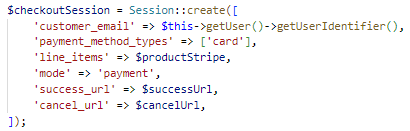 $checkoutSession = Session::create([
    'customer_email' => $this->getUser()->getUserIdentifier(),
    'payment_method_types' => ['card'],
    'line_items' => $productStripe,
    'mode' => 'payment',
    'success_url' => $successUrl,
    'cancel_url' => $cancelUrl,
]);